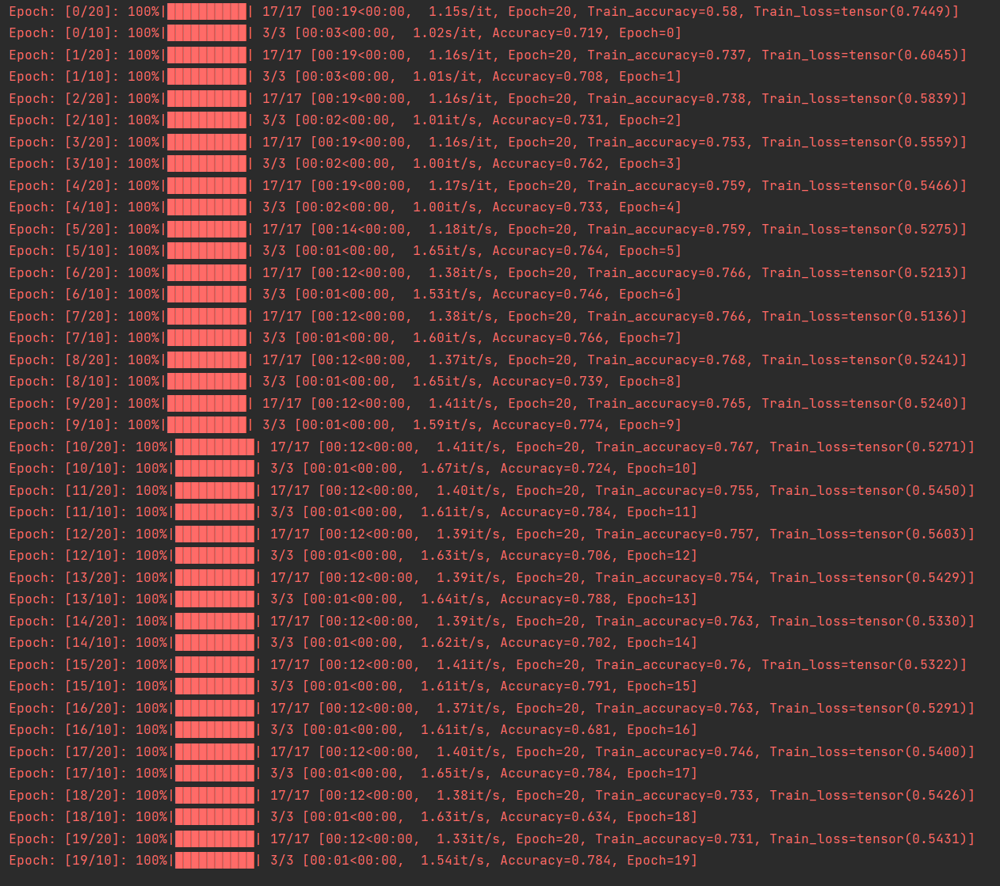 Epoch: [0/20]: 100%|██████████| 17/17 [00:19<00:00,  1.15s/it, Epoch=20, Train_accuracy=0.58, Train_loss=tensor(0.7449)]
Epoch: [0/10]: 100%|██████████| 3/3 [00:03<00:00,  1.02s/it, Accuracy=0.719, Epoch=0]
Epoch: [1/20]: 100%|██████████| 17/17 [00:19<00:00,  1.16s/it, Epoch=20, Train_accuracy=0.737, Train_loss=tensor(0.6045)]
Epoch: [1/10]: 100%|██████████| 3/3 [00:03<00:00,  1.01s/it, Accuracy=0.708, Epoch=1]
Epoch: [2/20]: 100%|██████████| 17/17 [00:19<00:00,  1.16s/it, Epoch=20, Train_accuracy=0.738, Train_loss=tensor(0.5839)]
Epoch: [2/10]: 100%|██████████| 3/3 [00:02<00:00,  1.01it/s, Accuracy=0.731, Epoch=2]
Epoch: [3/20]: 100%|██████████| 17/17 [00:19<00:00,  1.16s/it, Epoch=20, Train_accuracy=0.753, Train_loss=tensor(0.5559)]
Epoch: [3/10]: 100%|██████████| 3/3 [00:02<00:00,  1.00it/s, Accuracy=0.762, Epoch=3]
Epoch: [4/20]: 100%|██████████| 17/17 [00:19<00:00,  1.17s/it, Epoch=20, Train_accuracy=0.759, Train_loss=tensor(0.5466)]
Epoch: [4/10]: 100%|██████████| 3/3 [00:02<00:00,  1.00it/s, Accuracy=0.733, Epoch=4]
Epoch: [5/20]: 100%|██████████| 17/17 [00:14<00:00,  1.18it/s, Epoch=20, Train_accuracy=0.759, Train_loss=tensor(0.5275)]
Epoch: [5/10]: 100%|██████████| 3/3 [00:01<00:00,  1.65it/s, Accuracy=0.764, Epoch=5]
Epoch: [6/20]: 100%|██████████| 17/17 [00:12<00:00,  1.38it/s, Epoch=20, Train_accuracy=0.766, Train_loss=tensor(0.5213)]
Epoch: [6/10]: 100%|██████████| 3/3 [00:01<00:00,  1.53it/s, Accuracy=0.746, Epoch=6]
Epoch: [7/20]: 100%|██████████| 17/17 [00:12<00:00,  1.38it/s, Epoch=20, Train_accuracy=0.766, Train_loss=tensor(0.5136)]
Epoch: [7/10]: 100%|██████████| 3/3 [00:01<00:00,  1.60it/s, Accuracy=0.766, Epoch=7]
Epoch: [8/20]: 100%|██████████| 17/17 [00:12<00:00,  1.37it/s, Epoch=20, Train_accuracy=0.768, Train_loss=tensor(0.5241)]
Epoch: [8/10]: 100%|██████████| 3/3 [00:01<00:00,  1.65it/s, Accuracy=0.739, Epoch=8]
Epoch: [9/20]: 100%|██████████| 17/17 [00:12<00:00,  1.41it/s, Epoch=20, Train_accuracy=0.765, Train_loss=tensor(0.5240)]
Epoch: [9/10]: 100%|██████████| 3/3 [00:01<00:00,  1.59it/s, Accuracy=0.774, Epoch=9]
Epoch: [10/20]: 100%|██████████| 17/17 [00:12<00:00,  1.41it/s, Epoch=20, Train_accuracy=0.767, Train_loss=tensor(0.5271)]
Epoch: [10/10]: 100%|██████████| 3/3 [00:01<00:00,  1.67it/s, Accuracy=0.724, Epoch=10]
Epoch: [11/20]: 100%|██████████| 17/17 [00:12<00:00,  1.40it/s, Epoch=20, Train_accuracy=0.755, Train_loss=tensor(0.5450)]
Epoch: [11/10]: 100%|██████████| 3/3 [00:01<00:00,  1.61it/s, Accuracy=0.784, Epoch=11]
Epoch: [12/20]: 100%|██████████| 17/17 [00:12<00:00,  1.39it/s, Epoch=20, Train_accuracy=0.757, Train_loss=tensor(0.5603)]
Epoch: [12/10]: 100%|██████████| 3/3 [00:01<00:00,  1.63it/s, Accuracy=0.706, Epoch=12]
Epoch: [13/20]: 100%|██████████| 17/17 [00:12<00:00,  1.39it/s, Epoch=20, Train_accuracy=0.754, Train_loss=tensor(0.5429)]
Epoch: [13/10]: 100%|██████████| 3/3 [00:01<00:00,  1.64it/s, Accuracy=0.788, Epoch=13]
Epoch: [14/20]: 100%|██████████| 17/17 [00:12<00:00,  1.39it/s, Epoch=20, Train_accuracy=0.763, Train_loss=tensor(0.5330)]
Epoch: [14/10]: 100%|██████████| 3/3 [00:01<00:00,  1.62it/s, Accuracy=0.702, Epoch=14]
Epoch: [15/20]: 100%|██████████| 17/17 [00:12<00:00,  1.41it/s, Epoch=20, Train_accuracy=0.76, Train_loss=tensor(0.5322)]
Epoch: [15/10]: 100%|██████████| 3/3 [00:01<00:00,  1.61it/s, Accuracy=0.791, Epoch=15]
Epoch: [16/20]: 100%|██████████| 17/17 [00:12<00:00,  1.37it/s, Epoch=20, Train_accuracy=0.763, Train_loss=tensor(0.5291)]
Epoch: [16/10]: 100%|██████████| 3/3 [00:01<00:00,  1.61it/s, Accuracy=0.681, Epoch=16]
Epoch: [17/20]: 100%|██████████| 17/17 [00:12<00:00,  1.40it/s, Epoch=20, Train_accuracy=0.746, Train_loss=tensor(0.5400)]
Epoch: [17/10]: 100%|██████████| 3/3 [00:01<00:00,  1.65it/s, Accuracy=0.784, Epoch=17]
Epoch: [18/20]: 100%|██████████| 17/17 [00:12<00:00,  1.38it/s, Epoch=20, Train_accuracy=0.733, Train_loss=tensor(0.5426)]
Epoch: [18/10]: 100%|██████████| 3/3 [00:01<00:00,  1.63it/s, Accuracy=0.634, Epoch=18]
Epoch: [19/20]: 100%|██████████| 17/17 [00:12<00:00,  1.33it/s, Epoch=20, Train_accuracy=0.731, Train_loss=tensor(0.5431)]
Epoch: [19/10]: 100%|██████████| 3/3 [00:01<00:00,  1.54it/s, Accuracy=0.784, Epoch=19]